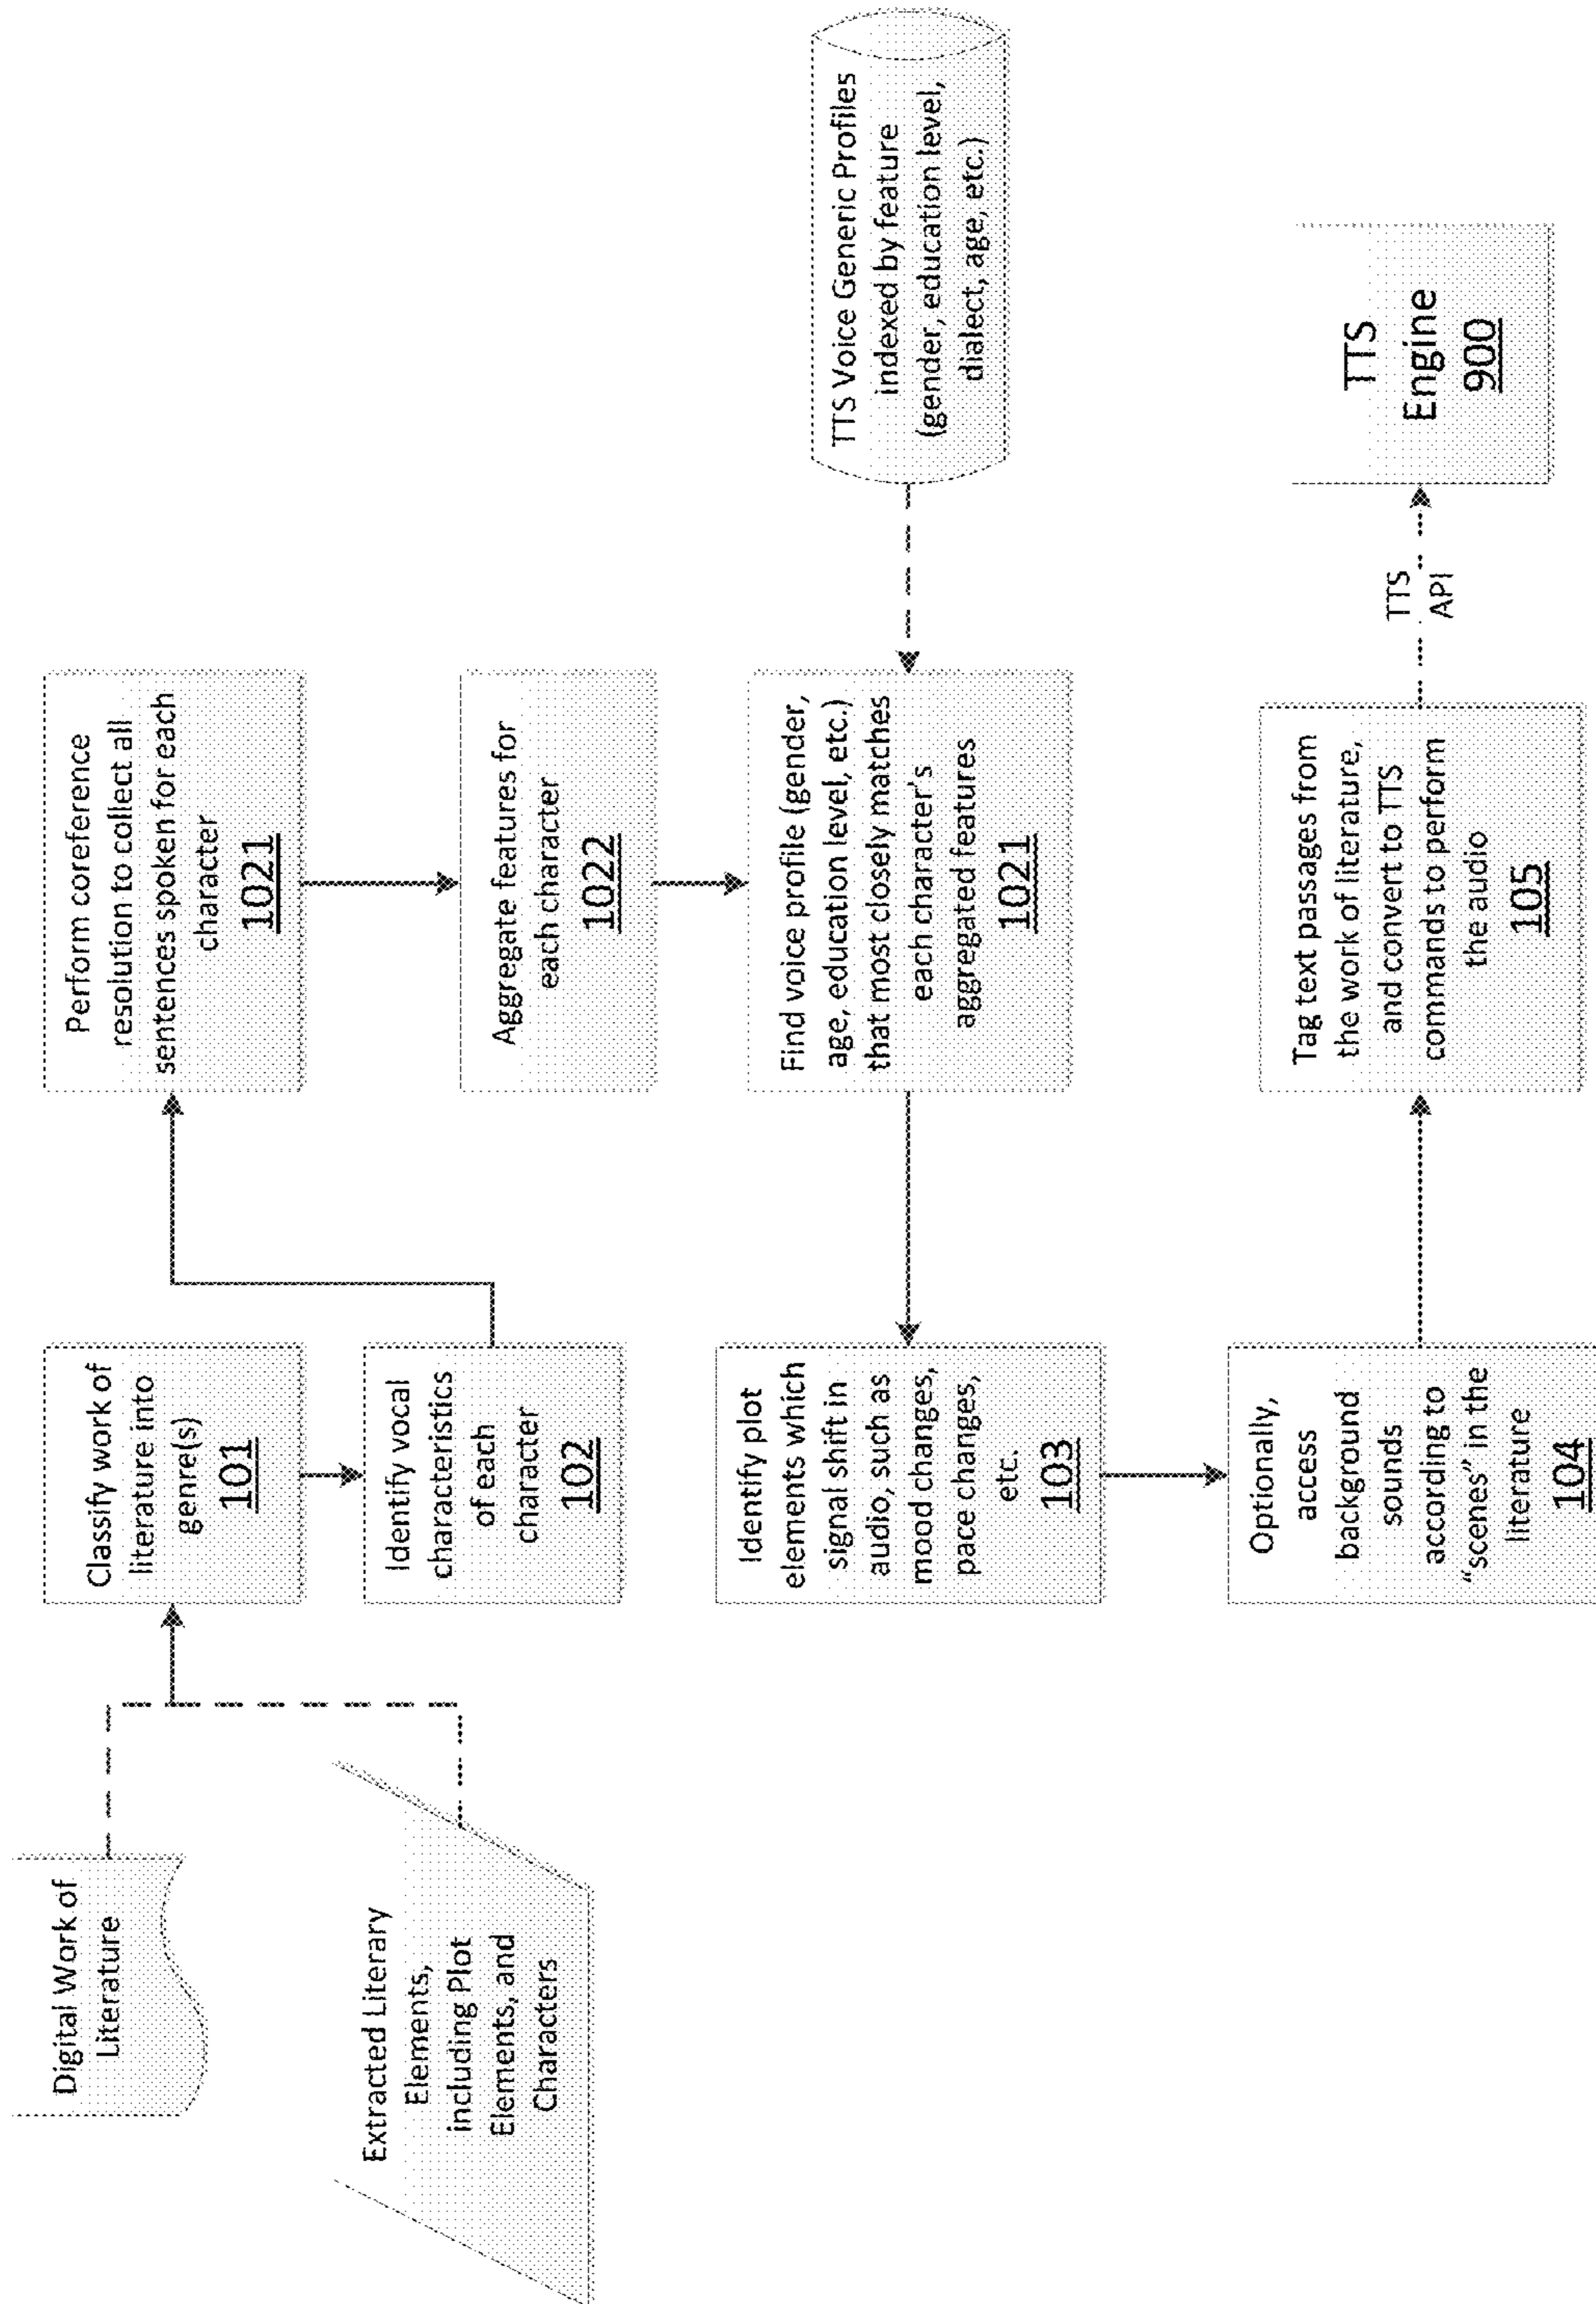 Digital Work of
Literature
Extracted Literary
Elements,
including Plot
Elements, and
Characters
Classify work of
literature into
genre(s)
101
Identify vocal
characteristics
of each
character
102
Perform coreference
resolution to collect all
sentences spoken for each
character
1021
Aggregate features for
each character
1022
Find voice profile (gender,
age, education level, etc.)
that most closely matches
each character's
aggregated features
1021
TTS Voice Generic Profiles
indexed by feature
(gender, education level,
dialect, age, etc.)
Identify plot
elements which
signal shift in
audio, such as
mood changes,
pace changes,
etc.
103
Optionally,
access
background
sounds
according to
“scenes” in the
literature
104
Tag text passages from
the work of literature,
and convert to TTS
commands to perform
the audio
105
TTS
API
TTS
Engine
900